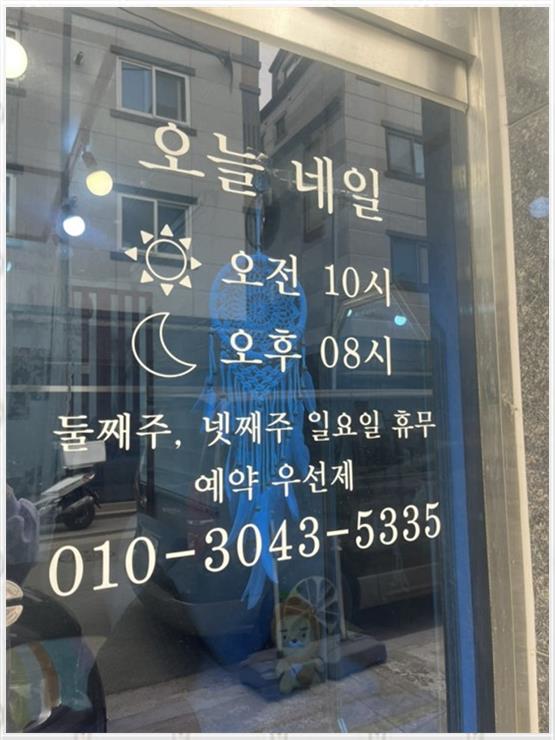 오늘 네일
오전 10시
오후 08시
둘째주, 넷째주 일요일 휴무
예약 우선제
010-3043-5335